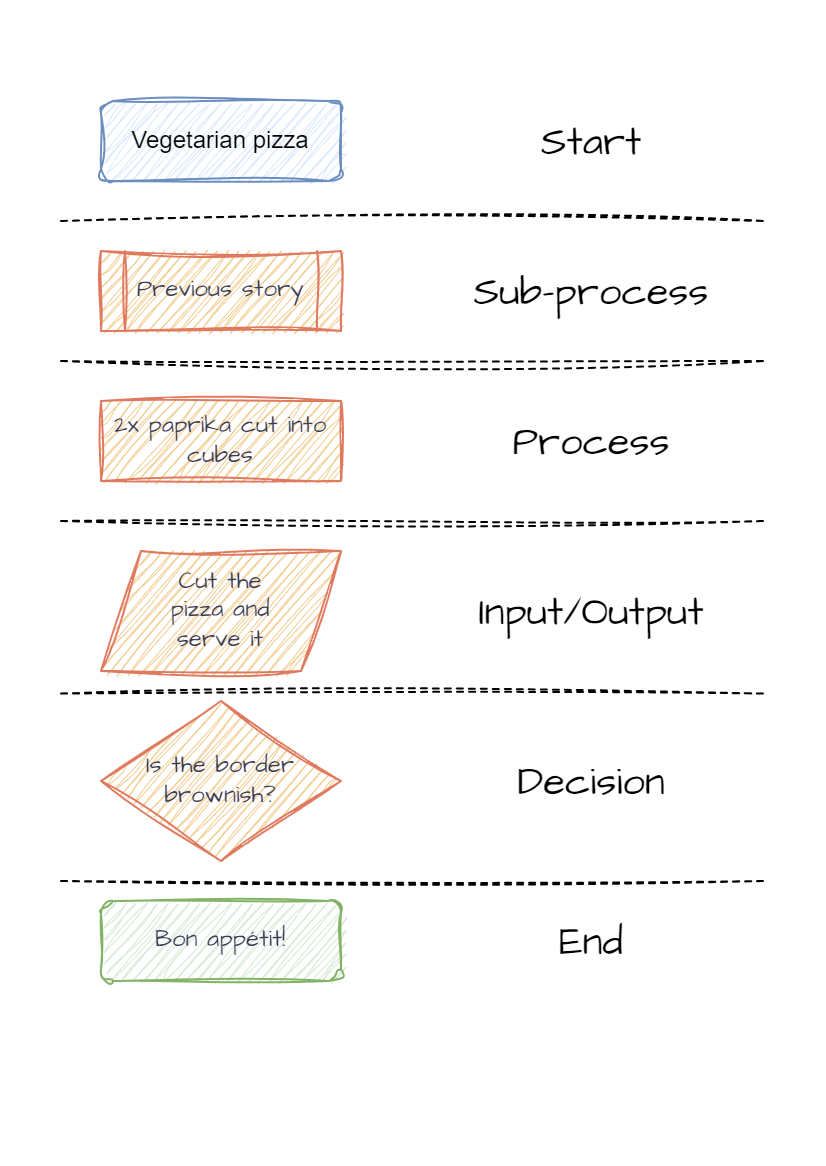 Vegetarian pizza
Start
Previous story
Sub-process
2x paprika cut into
cubes
Process
Cut the
pizza and
serve it
Input/Output
Is the border
brownish?
Decision
Bon appétit!
End